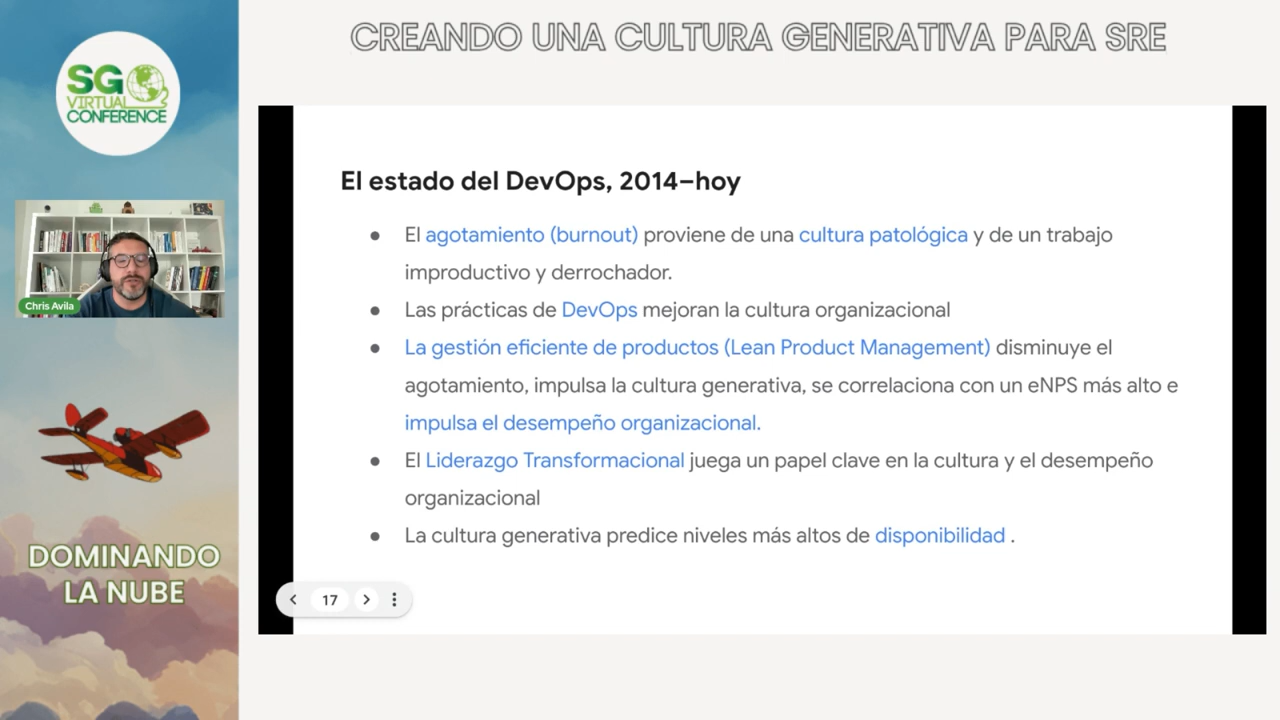 CREANDO UNA CULTURA GENERATIVA PARA SRE
SG
VIRTUAL
CONFERENCE
Chris Avila
DOMINANDO
LA NUBE
El estado del DevOps, 2014–hoy
● El agotamiento (burnout) proviene de una cultura patológica y de un trabajo
improductivo y derrochador.
● Las prácticas de DevOps mejoran la cultura organizacional
● La gestión eficiente de productos (Lean Product Management) disminuye el
agotamiento, impulsa la cultura generativa, se correlaciona con un eNPS más alto e
impulsa el desempeño organizacional.
● El Liderazgo Transformacional juega un papel clave en la cultura y el desempeño
organizacional
● La cultura generativa predice niveles más altos de disponibilidad .
17